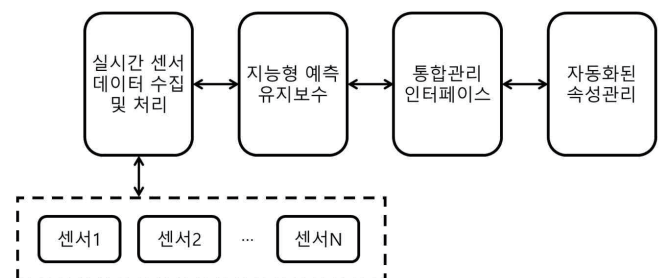 실시간 센서
데이터 수집
및 처리
지능형 예측
유지보수
통합관리
인터페이스
자동화된
속성관리
센서1
센서2
...
센서N